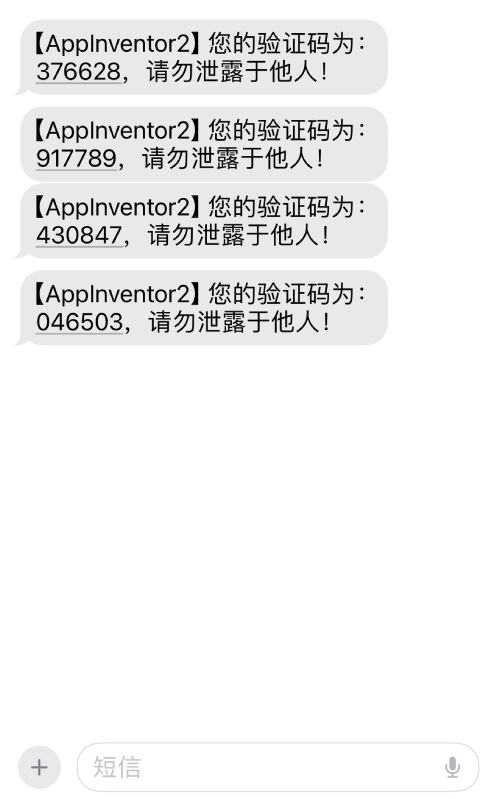 【AppInventor2】您的验证码为：
376628，请勿泄露于他人！
【AppInventor2】您的验证码为：
917789，请勿泄露于他人！
【AppInventor2】您的验证码为：
430847，请勿泄露于他人！
【AppInventor2】您的验证码为：
046503，请勿泄露于他人！
短信